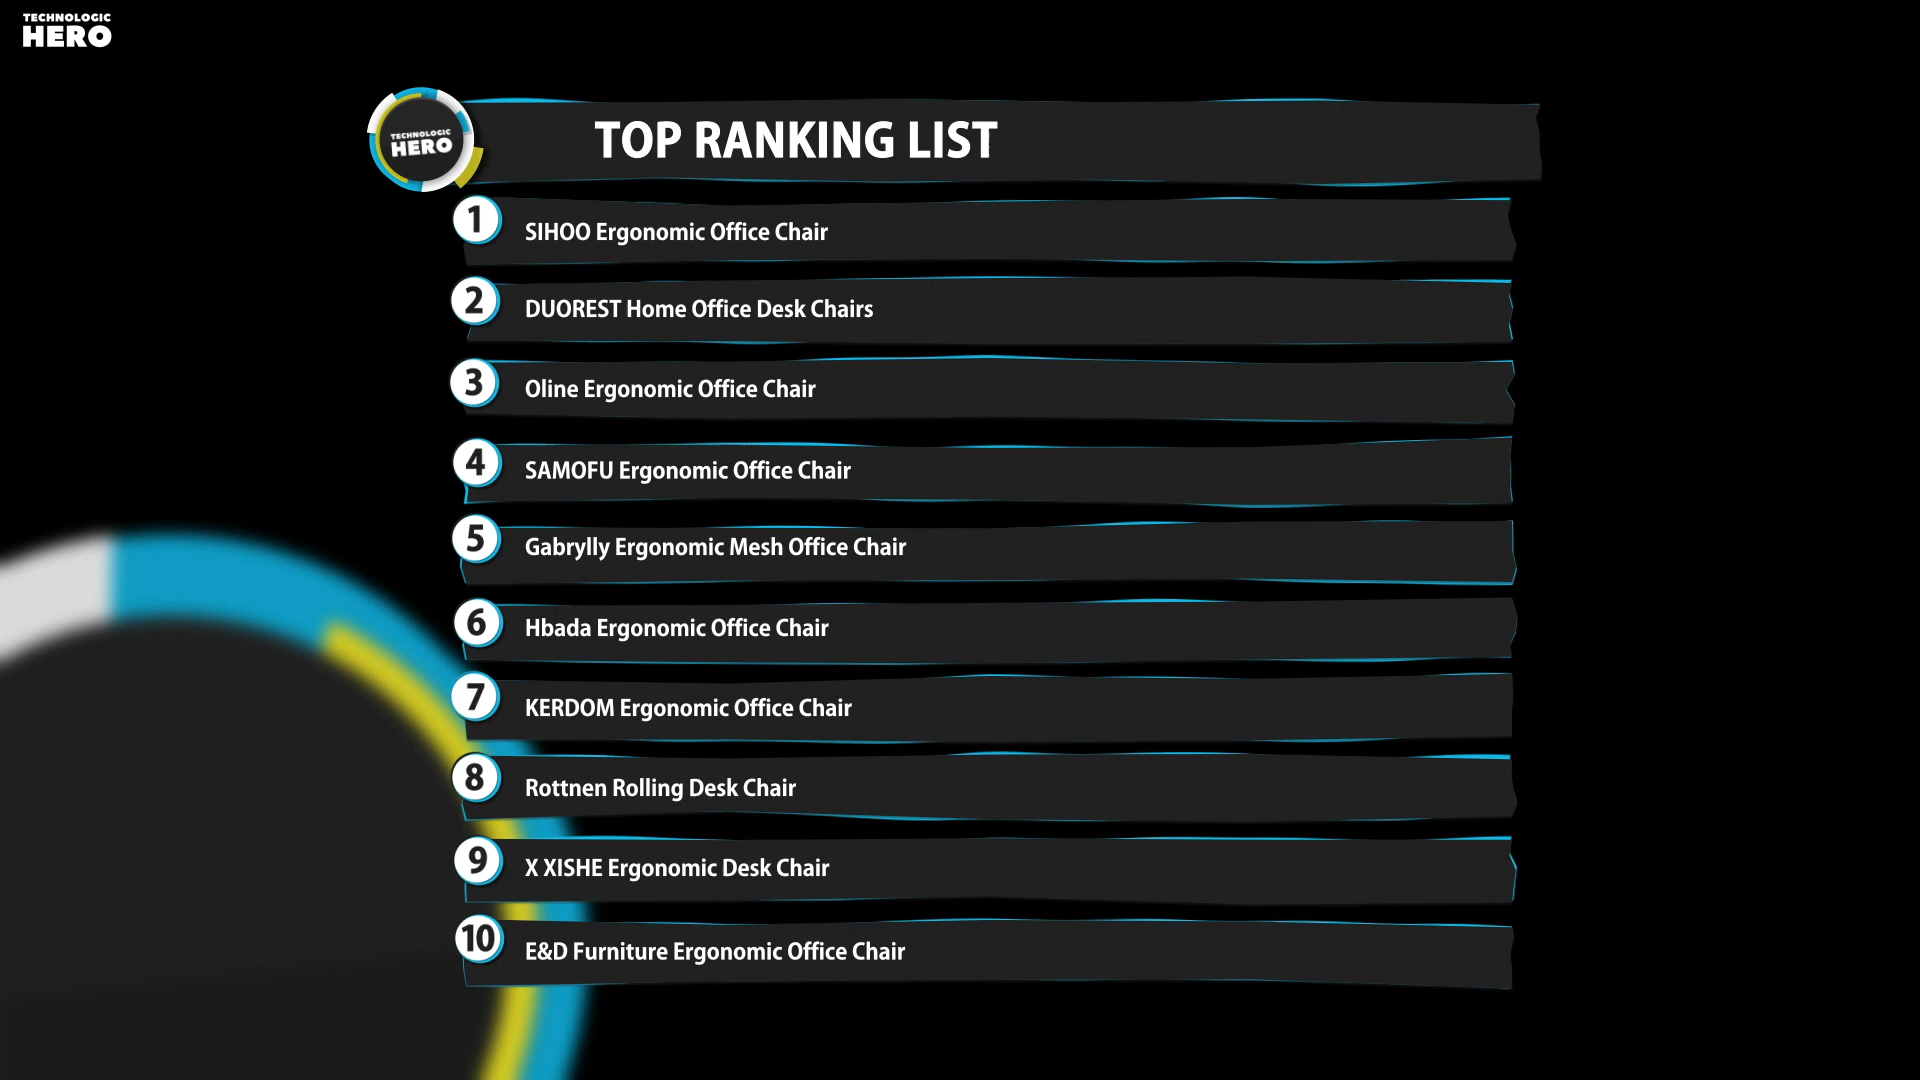 TECHNOLOGIC
HERO
TECHNOLOGIC
HERO
TOP RANKING LIST
1
SIHOO Ergonomic Office Chair
2
DUOREST Home Office Desk Chairs
3
Oline Ergonomic Office Chair
4
SAMOFU Ergonomic Office Chair
5
Gabrylly Ergonomic Mesh Office Chair
6
Hbada Ergonomic Office Chair
7
KERDOM Ergonomic Office Chair
8
Rottnen Rolling Desk Chair
9
X XISHE Ergonomic Desk Chair
10
E&D Furniture Ergonomic Office Chair